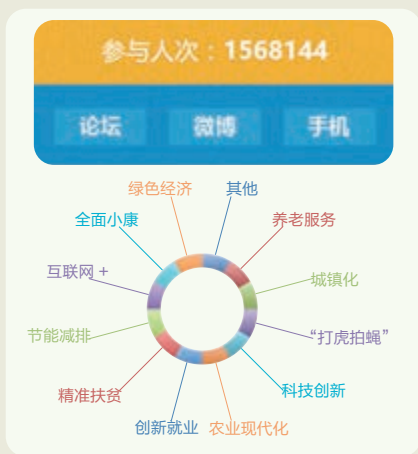 参与人次：1568144
论坛 微博 手机
绿色经济 其他
全面小康 养老服务
互联网+ 城镇化
节能减排 “打虎拍蝇”
精准扶贫 科技创新
创新就业 农业现代化